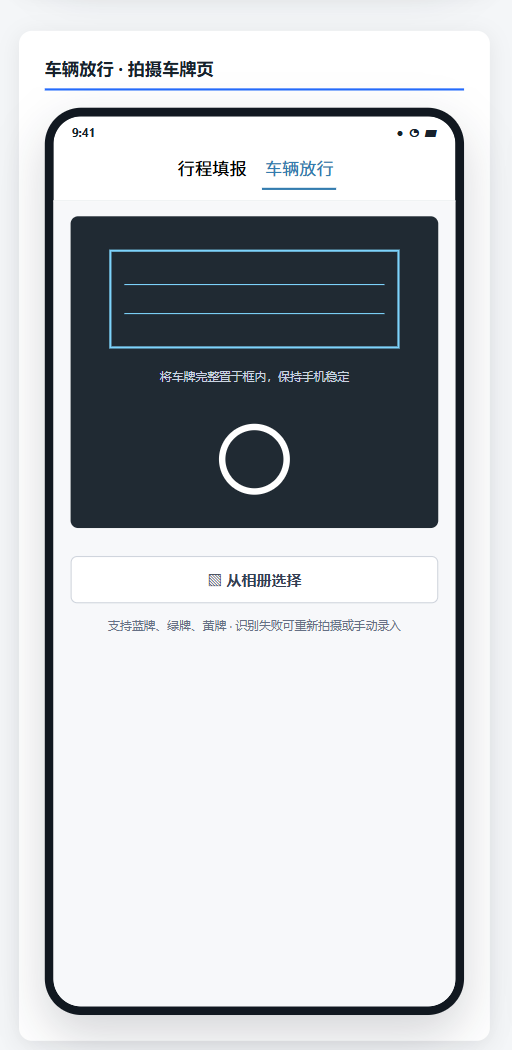 车辆放行 · 拍摄车牌页
9:41
行程填报 车辆放行
将车牌完整置于框内，保持手机稳定
从相册选择
支持蓝牌、绿牌、黄牌 · 识别失败可重新拍摄或手动录入